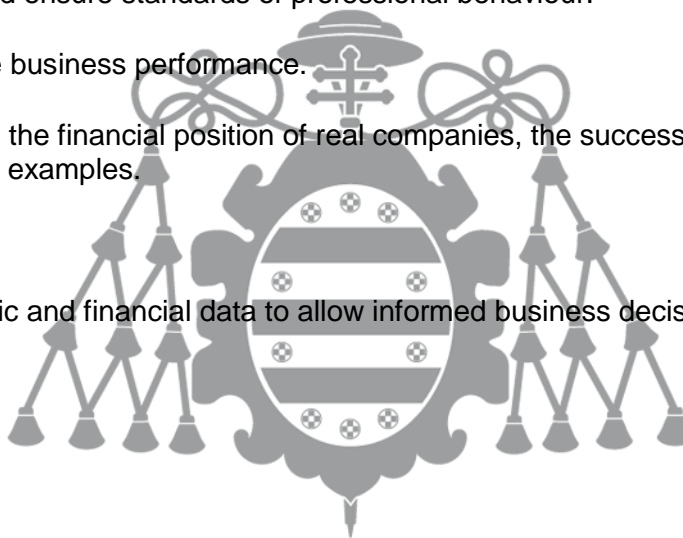 d ensure standards of professional behaviour.
e business performance.
the financial position of real companies, the success
examples.
ic and financial data to allow informed business decis